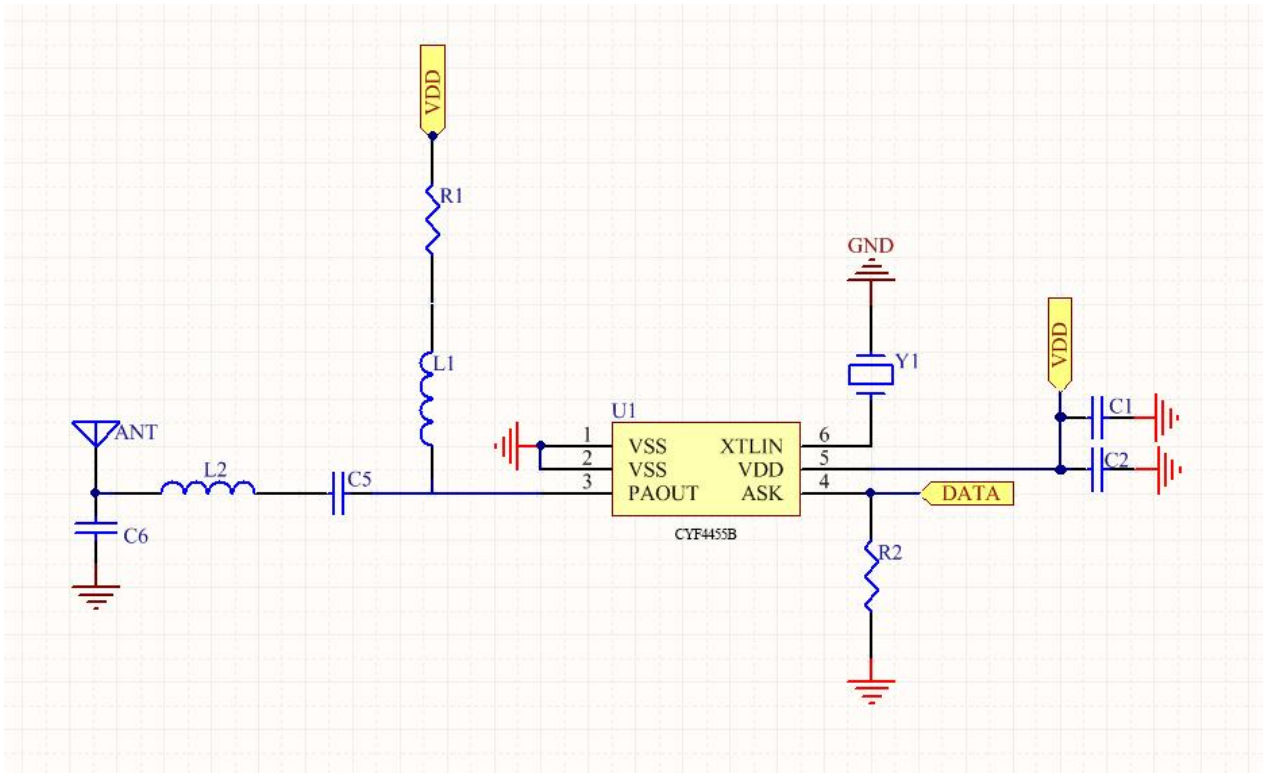 VDD
R1
GND
L1
Y1
VDD
C1
U1
ANT
1 VSS XTLIN 6
2 VSS VDD 5
C2
L2
C5
3 PAOUT ASK 4
DATA
CYF4455B
C6
R2